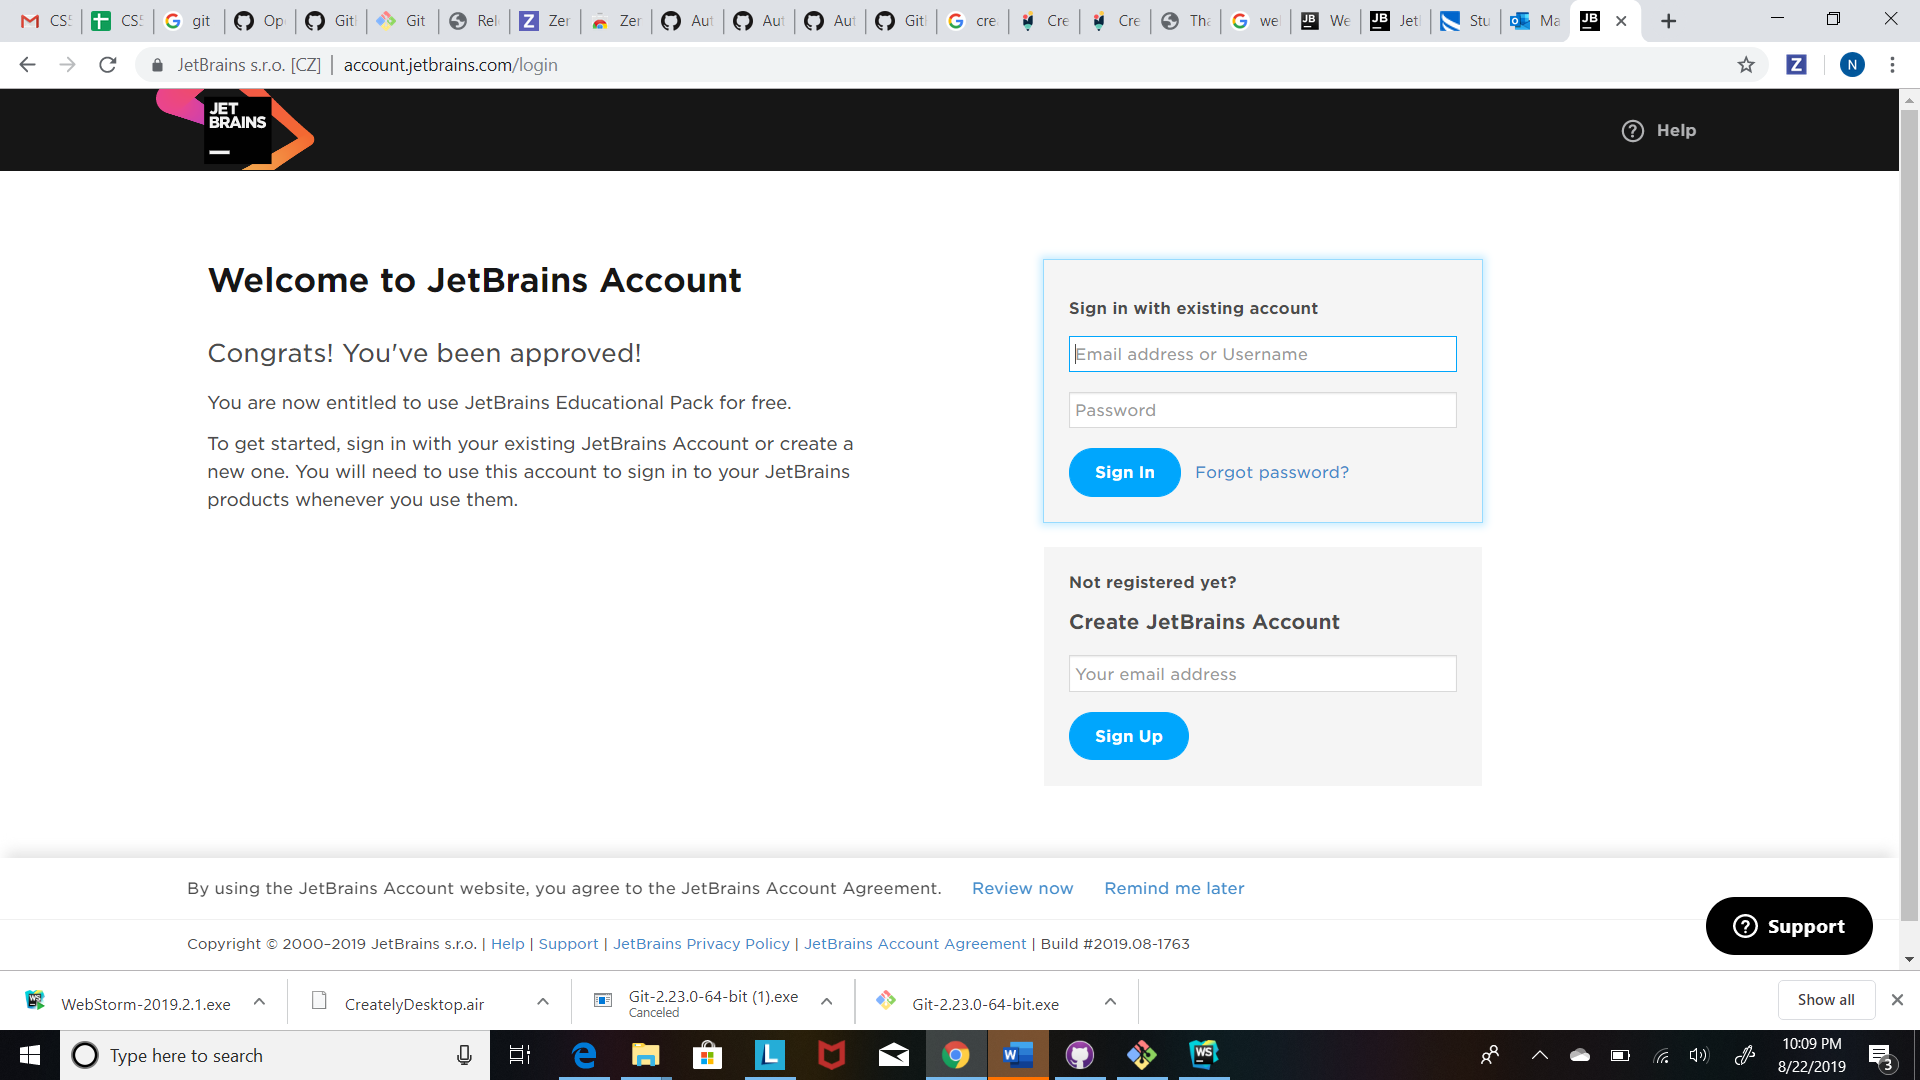 CS5
CS5
git
Ope
Git
Git
Rele
Zen
Zen
Aut
Aut
Aut
Git
crea
Cre
Cre
Tha
wel
We
Jet
Stu
Ma
JetBrains s.r.o. [CZ] | account.jetbrains.com/login
N
JET
BRAINS
Help
Welcome to JetBrains Account
Congrats! You've been approved!
You are now entitled to use JetBrains Educational Pack for free.
To get started, sign in with your existing JetBrains Account or create a
new one. You will need to use this account to sign in to your JetBrains
products whenever you use them.
Sign in with existing account
Email address or Username
Password
Sign In Forgot password?
Not registered yet?
Create JetBrains Account
Your email address
Sign Up
By using the JetBrains Account website, you agree to the JetBrains Account Agreement. Review now Remind me later
Support
Copyright © 2000–2019 JetBrains s.r.o. | Help | Support | JetBrains Privacy Policy | JetBrains Account Agreement | Build #2019.08-1763
WebStorm-2019.2.1.exe
CreatelyDesktop.air
Git-2.23.0-64-bit (1).exe
Canceled
Git-2.23.0-64-bit.exe
Show all
Type here to search
10:09 PM
8/22/2019
3